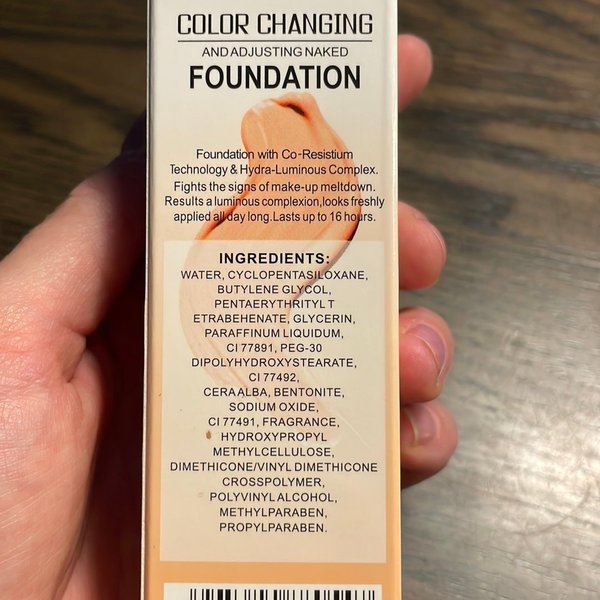 COLOR CHANGING
AND ADJUSTING NAKED
FOUNDATION
Foundation with Co-Resistium
Technology & Hydra-Luminous Complex.
Fights the signs of make-up meltdown.
Results a luminous complexion,looks freshly
applied all day long.Lasts up to 16 hours.
INGREDIENTS:
WATER, CYCLOPENTASILOXANE,
BUTYLENE GLYCOL,
PENTAERYTHRITYL T
ETRABEHENATE, GLYCERIN,
PARAFFINUM LIQUIDUM,
CI 77891, PEG-30
DIPOLYHYDROXYSTEARATE,
CI 77492,
CERA ALBA, BENTONITE,
SODIUM OXIDE,
CI 77491, FRAGRANCE,
HYDROXYPROPYL
METHYLCELLULOSE,
DIMETHICONE/VINYL DIMETHICONE
CROSSPOLYMER,
POLYVINYL ALCOHOL,
METHYLPARABEN,
PROPYLPARABEN.